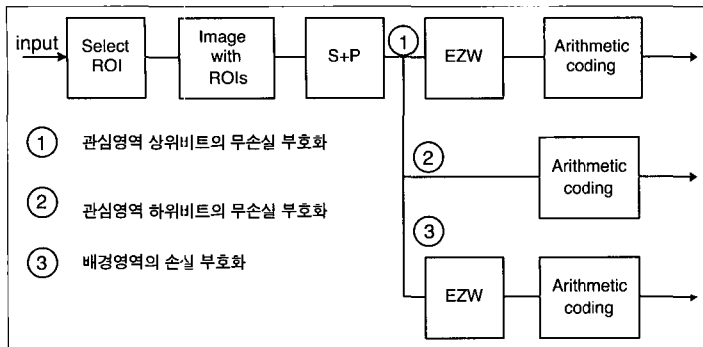 input
Select
ROI
Image
with
ROIs
S+P
①
EZW
Arithmetic
coding
① 관심영역 상위비트의 무손실 부호화
②
Arithmetic
coding
② 관심영역 하위비트의 무손실 부호화
③
③ 배경영역의 손실 부호화
EZW
Arithmetic
coding